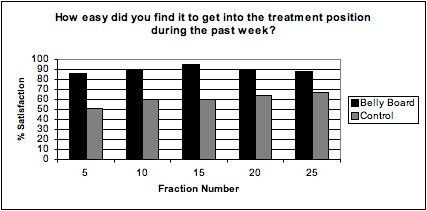 How easy did you find it to get into the treatment position
during the past week?
% Satisfaction
100
90
80
70
60
50
40
30
20
10
0
5 10 15 20 25
Fraction Number
Belly Board
Control